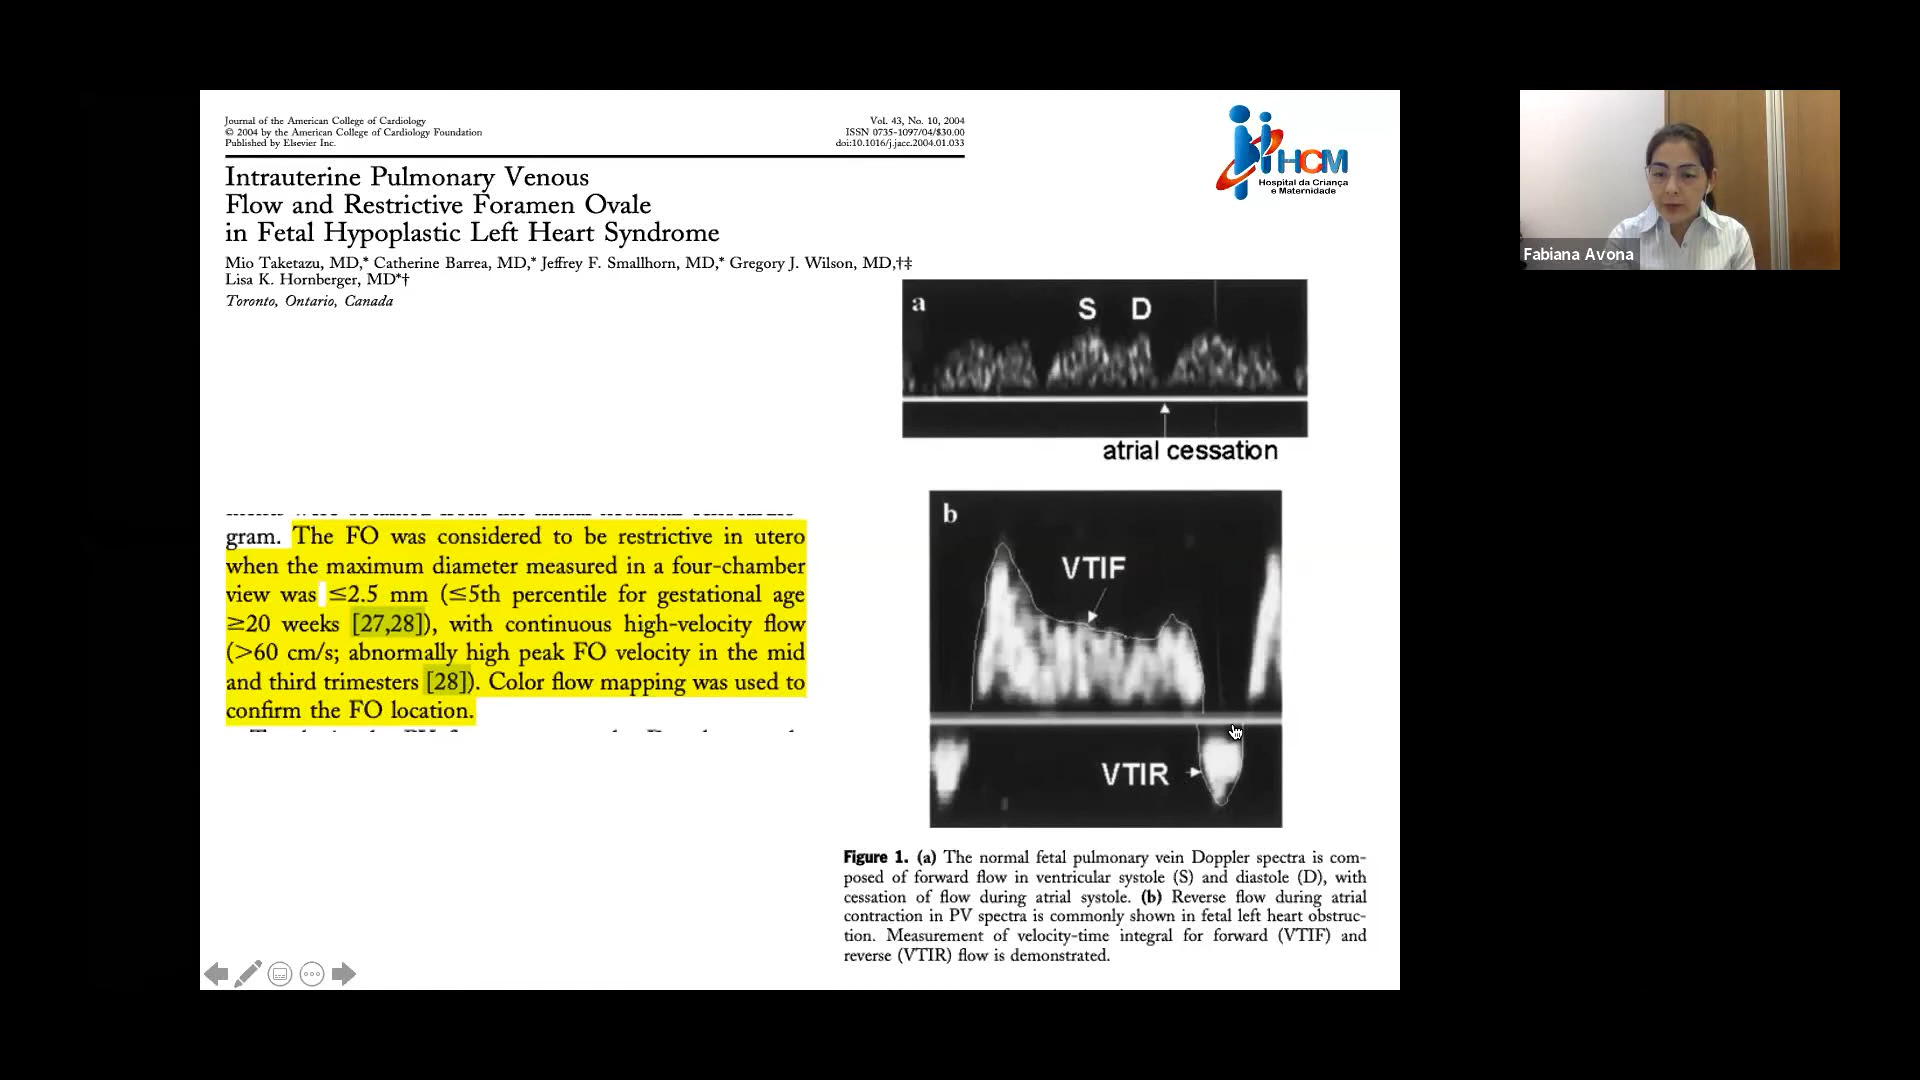 Journal of the American College of Cardiology
© 2004 by the American College of Cardiology Foundation
Published by Elsevier Inc.
Vol. 43, No. 10, 2004
ISSN 0735-1097/04/$30.00
doi:10.1016/j.jacc.2004.01.033
Intrauterine Pulmonary Venous
Flow and Restrictive Foramen Ovale
in Fetal Hypoplastic Left Heart Syndrome
Mio Taketazu, MD,* Catherine Barrea, MD,* Jeffrey F. Smallhorn, MD,* Gregory J. Wilson, MD,†‡
Lisa K. Hornberger, MD*†
Toronto, Ontario, Canada
HCM
Hospital da Criança
e Maternidade
Fabiana Avona
a
S D
atrial cessation
gram. The FO was considered to be restrictive in utero
when the maximum diameter measured in a four-chamber
view was ≤2.5 mm (≤5th percentile for gestational age
≥20 weeks [27,28]), with continuous high-velocity flow
(>60 cm/s; abnormally high peak FO velocity in the mid
and third trimesters [28]). Color flow mapping was used to
confirm the FO location.
b
VTIF
VTIR
Figure 1. (a) The normal fetal pulmonary vein Doppler spectra is com-
posed of forward flow in ventricular systole (S) and diastole (D), with
cessation of flow during atrial systole. (b) Reverse flow during atrial
contraction in PV spectra is commonly shown in fetal left heart obstruc-
tion. Measurement of velocity-time integral for forward (VTIF) and
reverse (VTIR) flow is demonstrated.